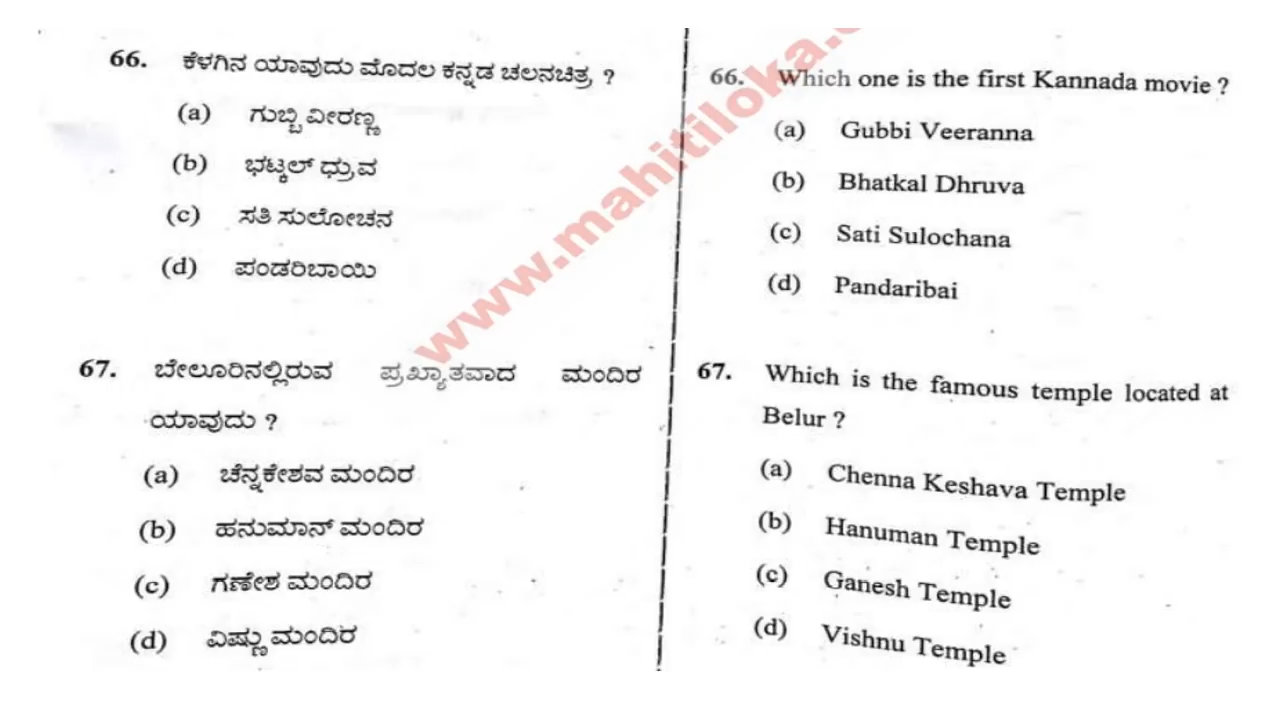 66. ಕೆಳಗಿನ ಯಾವುದು ಮೊದಲ ಕನ್ನಡ ಚಲನಚಿತ್ರ ?
(a) ಗುಬ್ಬಿ ವೀರಣ್ಣ
(b) ಭಟ್ಕಲ್ ಧ್ರುವ
(c) ಸತಿ ಸುಲೋಚನ
(d) ಪಂಡರಿಬಾಯಿ
67. ಬೇಲೂರಿನಲ್ಲಿರುವ ಪ್ರಖ್ಯಾತವಾದ ಮಂದಿರ
ಯಾವುದು ?
(a) ಚೆನ್ನಕೇಶವ ಮಂದಿರ
(b) ಹನುಮಾನ್ ಮಂದಿರ
(c) ಗಣೇಶ ಮಂದಿರ
(d) ವಿಷ್ಣು ಮಂದಿರ
66. Which one is the first Kannada movie ?
(a) Gubbi Veeranna
(b) Bhatkal Dhruva
(c) Sati Sulochana
(d) Pandaribai
67. Which is the famous temple located at
Belur ?
(a) Chenna Keshava Temple
(b) Hanuman Temple
(c) Ganesh Temple
(d) Vishnu Temple
www.mahitiloka.c